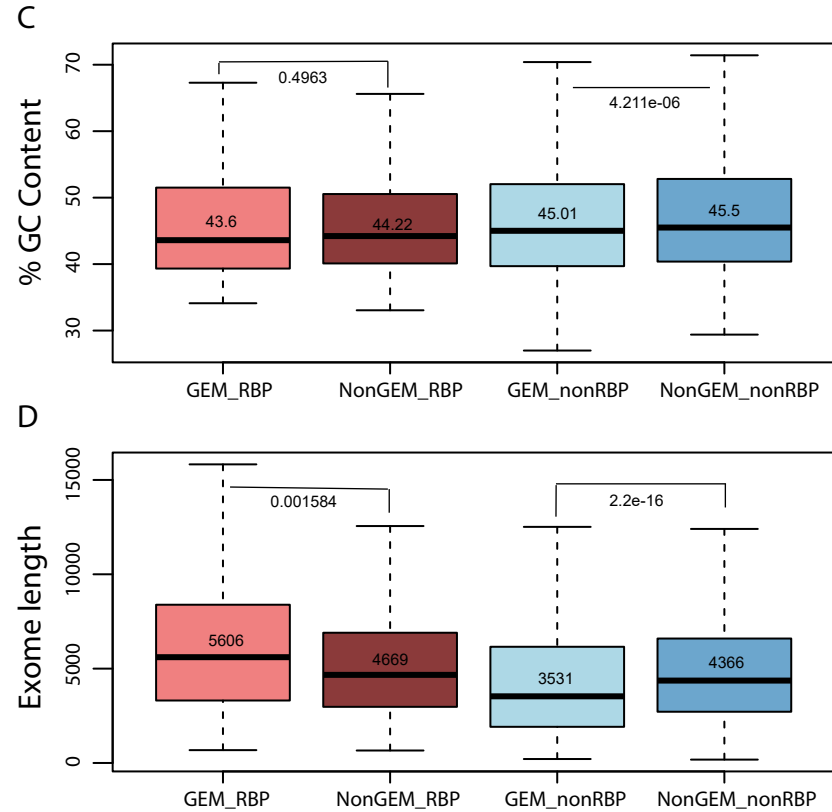 C
% GC Content
70
60
50
40
30
0.4963
4.211e-06
43.6
44.22
45.01
45.5
GEM_RBP NonGEM_RBP GEM_nonRBP NonGEM_nonRBP
D
Exome length
15000
10000
5000
0
0.001584
2.2e-16
5606
4669
3531
4366
GEM_RBP NonGEM_RBP GEM_nonRBP NonGEM_nonRBP